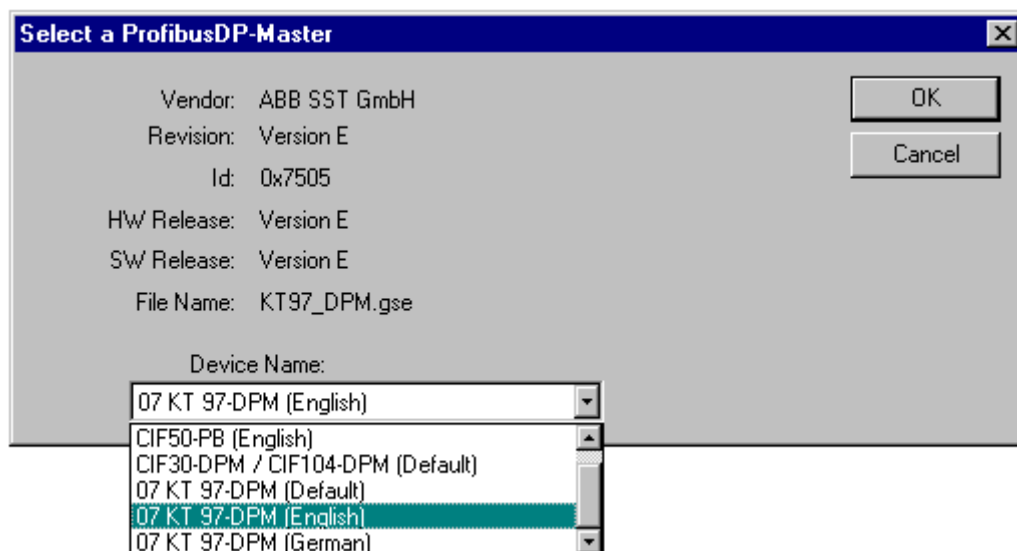 Select a ProfibusDP-Master
Vendor: ABB SST GmbH
OK
Revision: Version E
Cancel
Id: 0x7505
HW Release: Version E
SW Release: Version E
File Name: KT97_DPM.gse
Device Name:
07 KT 97-DPM (English)
CIF50-PB (English)
CIF30-DPM / CIF104-DPM (Default)
07 KT 97-DPM (Default)
07 KT 97-DPM (English)
07 KT 97-DPM (German)